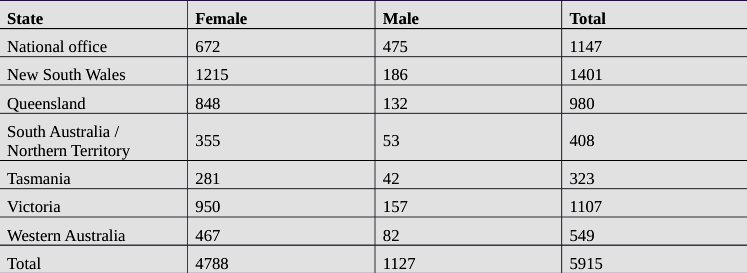 State Female Male Total
National office 672 475 1147
New South Wales 1215 186 1401
Queensland 848 132 980
South Australia /
Northern Territory 355 53 408
Tasmania 281 42 323
Victoria 950 157 1107
Western Australia 467 82 549
Total 4788 1127 5915